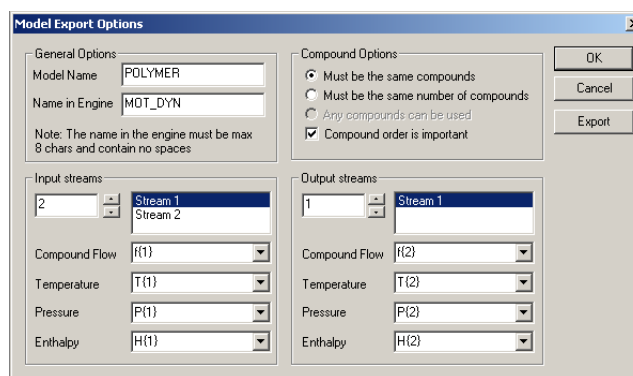 Model Export Options
General Options
Model Name POLYMER
Name in Engine MOT_DYN
Note: The name in the engine must be max
8 chars and contain no spaces
Compound Options
Must be the same compounds
Must be the same number of compounds
Any compounds can be used
Compound order is important
OK
Cancel
Export
Input streams
2
Stream 1
Stream 2
Compound Flow f{1}
Temperature T{1}
Pressure P{1}
Enthalpy H{1}
Output streams
1
Stream 1
Compound Flow f{2}
Temperature T{2}
Pressure P{2}
Enthalpy H{2}